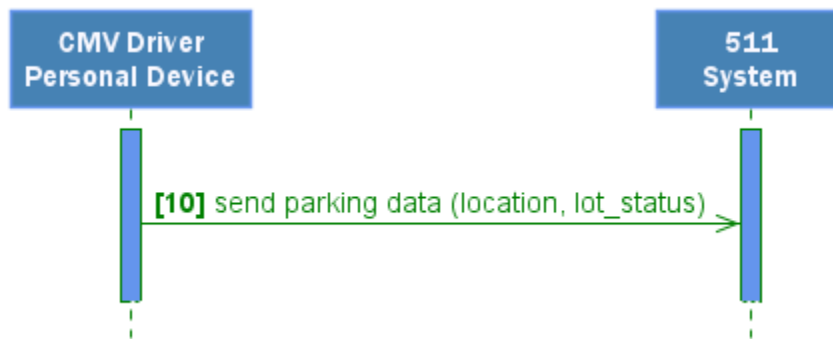 CMV Driver
Personal Device
511
System
[10] send parking data (location, lot_status)